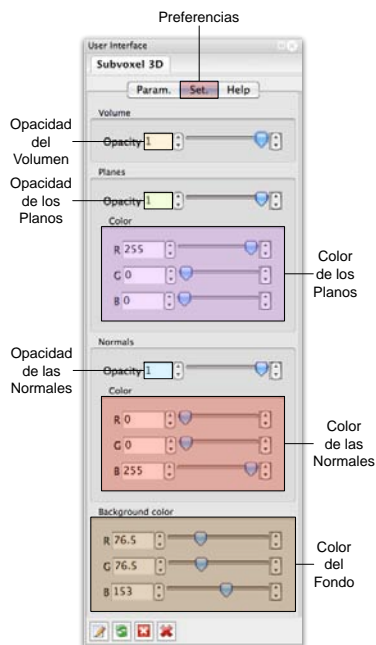 Preferencias
User Interface
Subvoxel 3D
Param. Set. Help
Volume
Opacidad
del
Volumen
Opacity 1
Planes
Opacidad
de los
Planos
Opacity 1
Color
R 255
G 0
B 0
Color
de los
Planos
Normals
Opacidad
de las
Normales
Opacity 1
Color
R 0
G 0
B 255
Color
de las
Normales
Background color
R 76.5
G 76.5
B 153
Color
del
Fondo